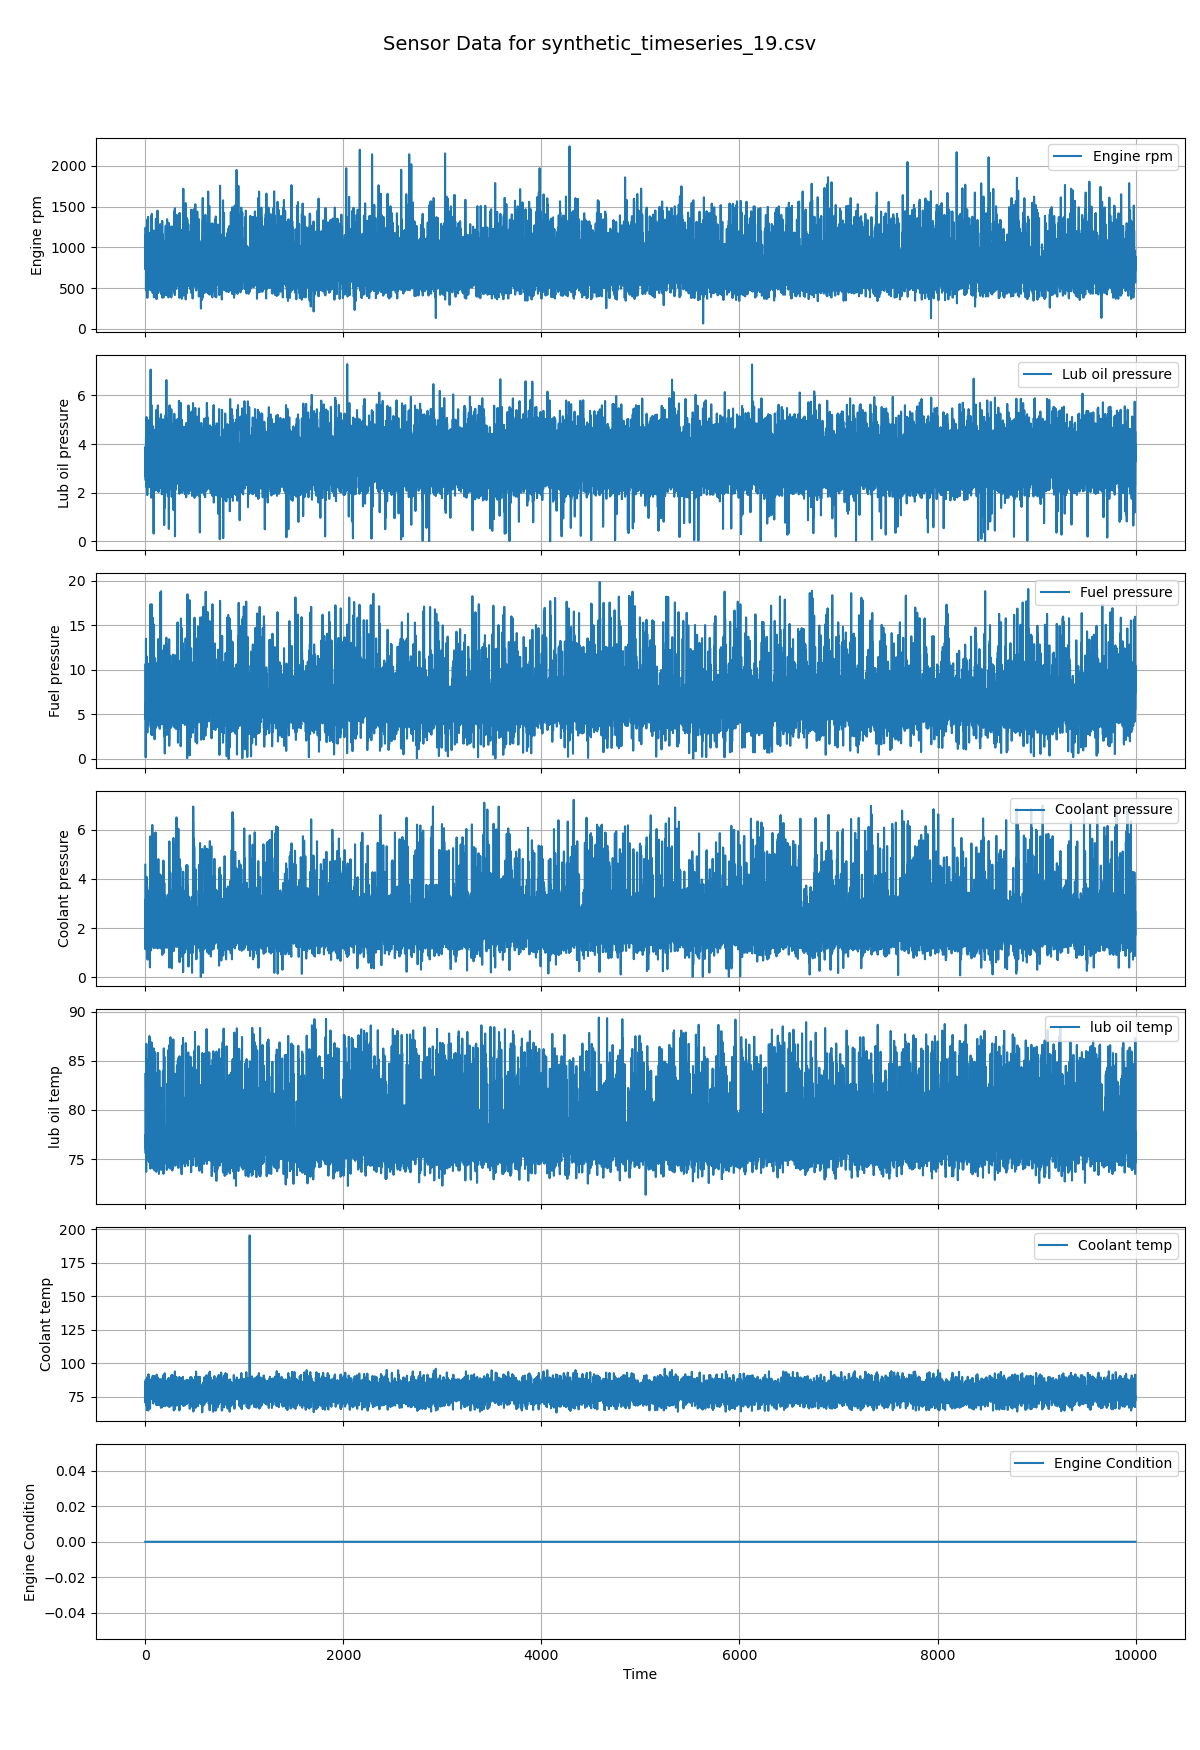 Sensor Data for synthetic_timeseries_19.csv
Engine rpm
2000
1500
1000
500
0
Engine rpm
Lub oil pressure
6
4
2
0
Lub oil pressure
Fuel pressure
20
15
10
5
0
Fuel pressure
Coolant pressure
6
4
2
0
Coolant pressure
lub oil temp
90
85
80
75
lub oil temp
Coolant temp
200
175
150
125
100
75
Coolant temp
Engine Condition
0.04
0.02
0.00
−0.02
−0.04
Engine Condition
0 2000 4000 6000 8000 10000
Time